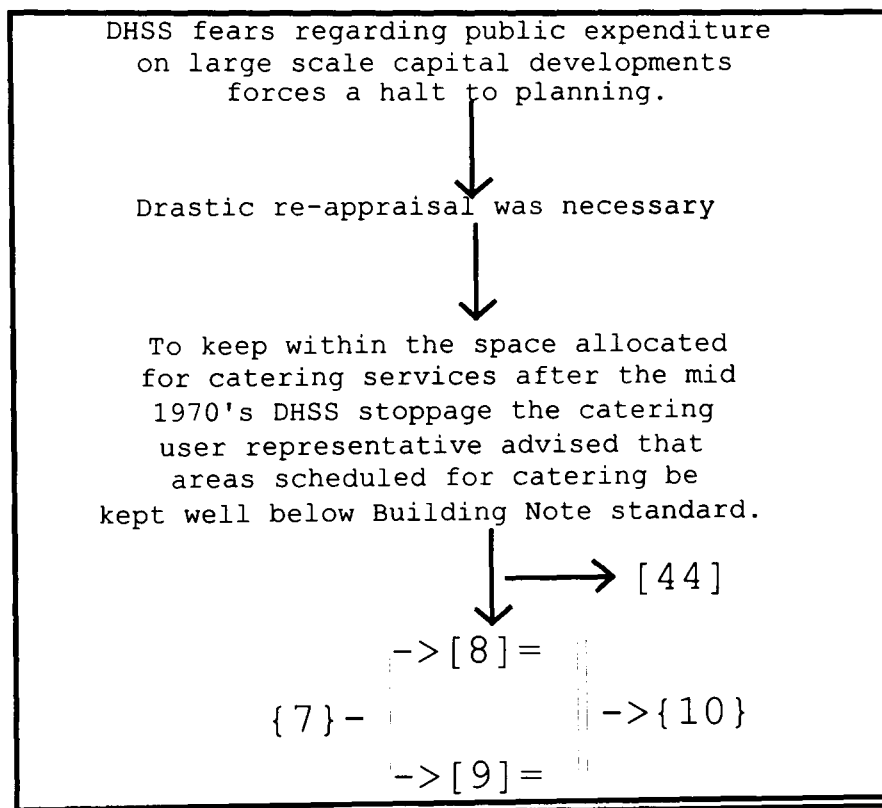 DHSS fears regarding public expenditure
on large scale capital developments
forces a halt to planning.
Drastic re-appraisal was necessary
To keep within the space allocated
for catering services after the mid
1970's DHSS stoppage the catering
user representative advised that
areas scheduled for catering be
kept well below Building Note standard.
[44]
->[8]=
{7}- ->{10}
->[9]=